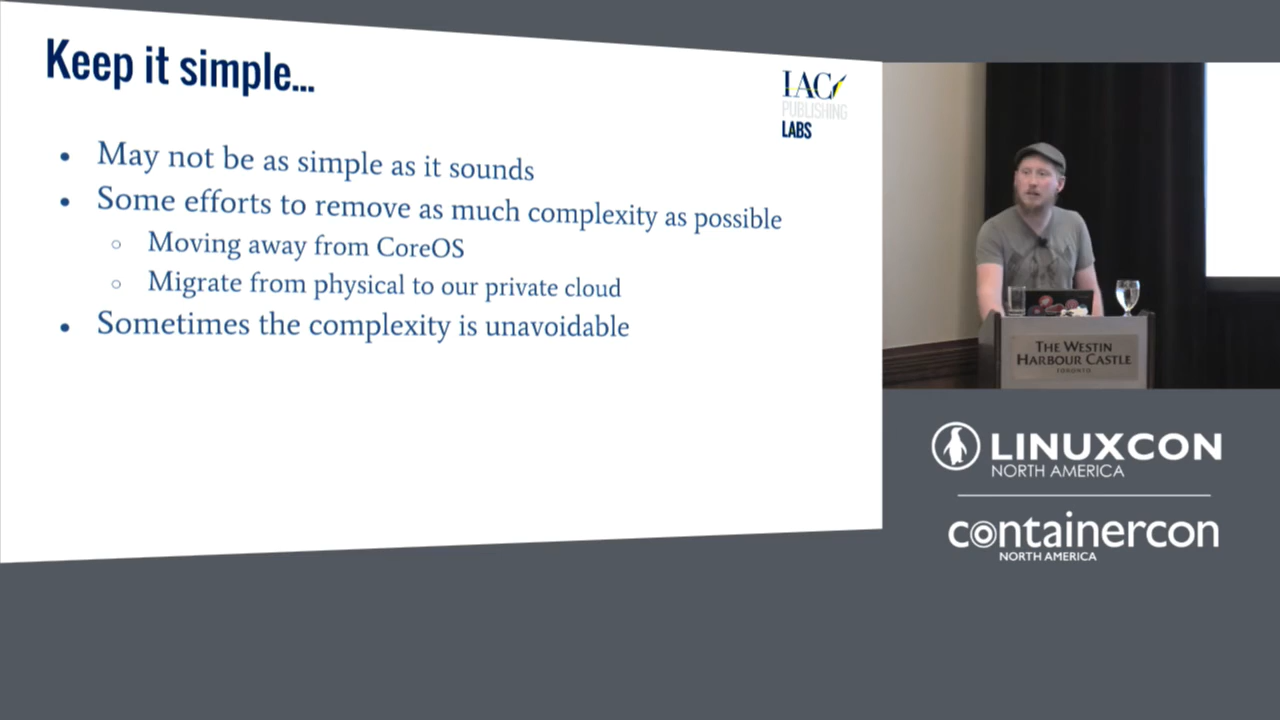 Keep it simple...
IAC
PUBLISHING
LABS
May not be as simple as it sounds
Some efforts to remove as much complexity as possible
Moving away from CoreOS
Migrate from physical to our private cloud
Sometimes the complexity is unavoidable
THE WESTIN
HARBOUR CASTLE
TORONTO
LINUXCON
NORTH AMERICA
containercon
NORTH AMERICA